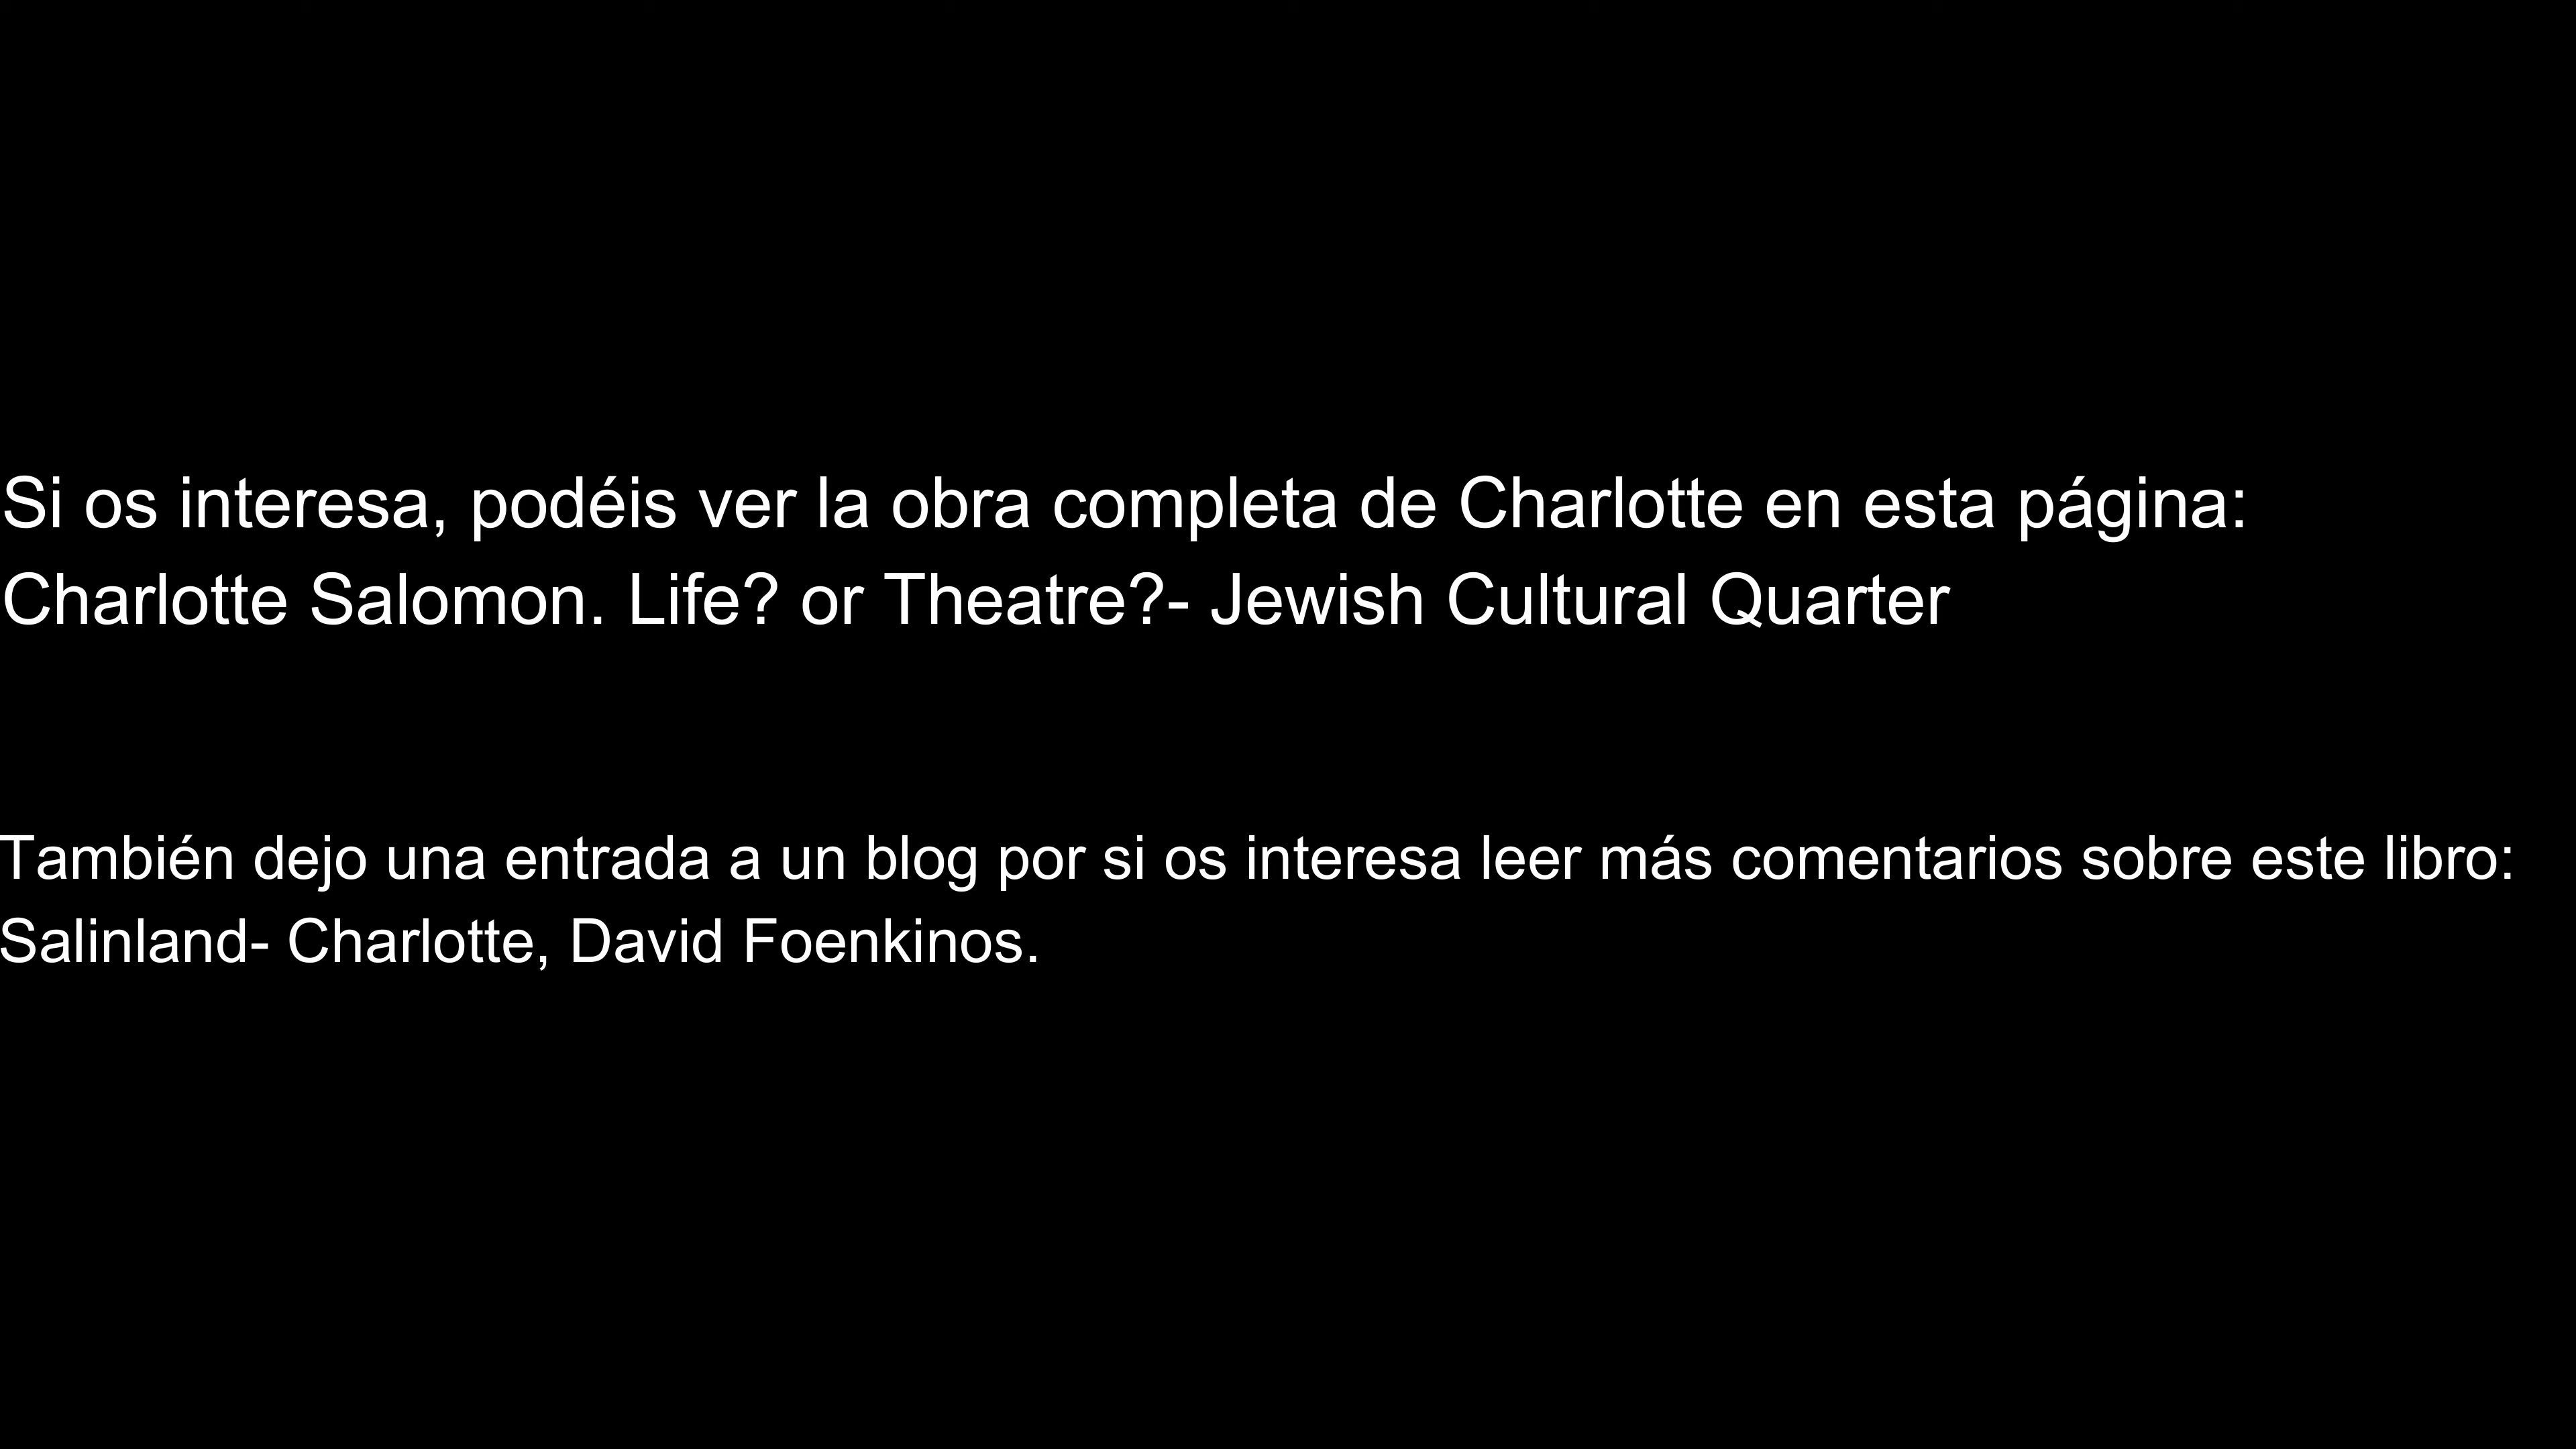 Si os interesa, podéis ver la obra completa de Charlotte en esta página:
Charlotte Salomon. Life? or Theatre?- Jewish Cultural Quarter
También dejo una entrada a un blog por si os interesa leer más comentarios sobre este libro:
Salinland- Charlotte, David Foenkinos.